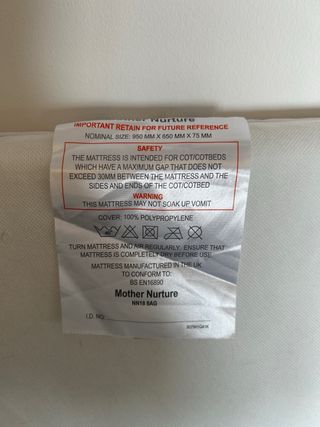 Mother Nurture
IMPORTANT RETAIN FOR FUTURE REFERENCE
NOMINAL SIZE: 950 MM X 650 MM X 75 MM
SAFETY
THE MATTRESS IS INTENDED FOR COT/COTBEDS
WHICH HAVE A MAXIMUM GAP THAT DOES NOT
EXCEED 30MM BETWEEN THE MATTRESS AND THE
SIDES AND ENDS OF THE COT/COTBED
WARNING
THIS MATTRESS MAY NOT SOAK UP VOMIT
COVER: 100% POLYPROPYLENE
TURN MATTRESS AND AIR REGULARLY. ENSURE THAT
MATTRESS IS COMPLETELY DRY BEFORE USE.
MATTRESS MANUFACTURED IN THE UK
TO CONFORM TO:
BS EN16890
Mother Nurture
NN18 8AG
I.D. NO: